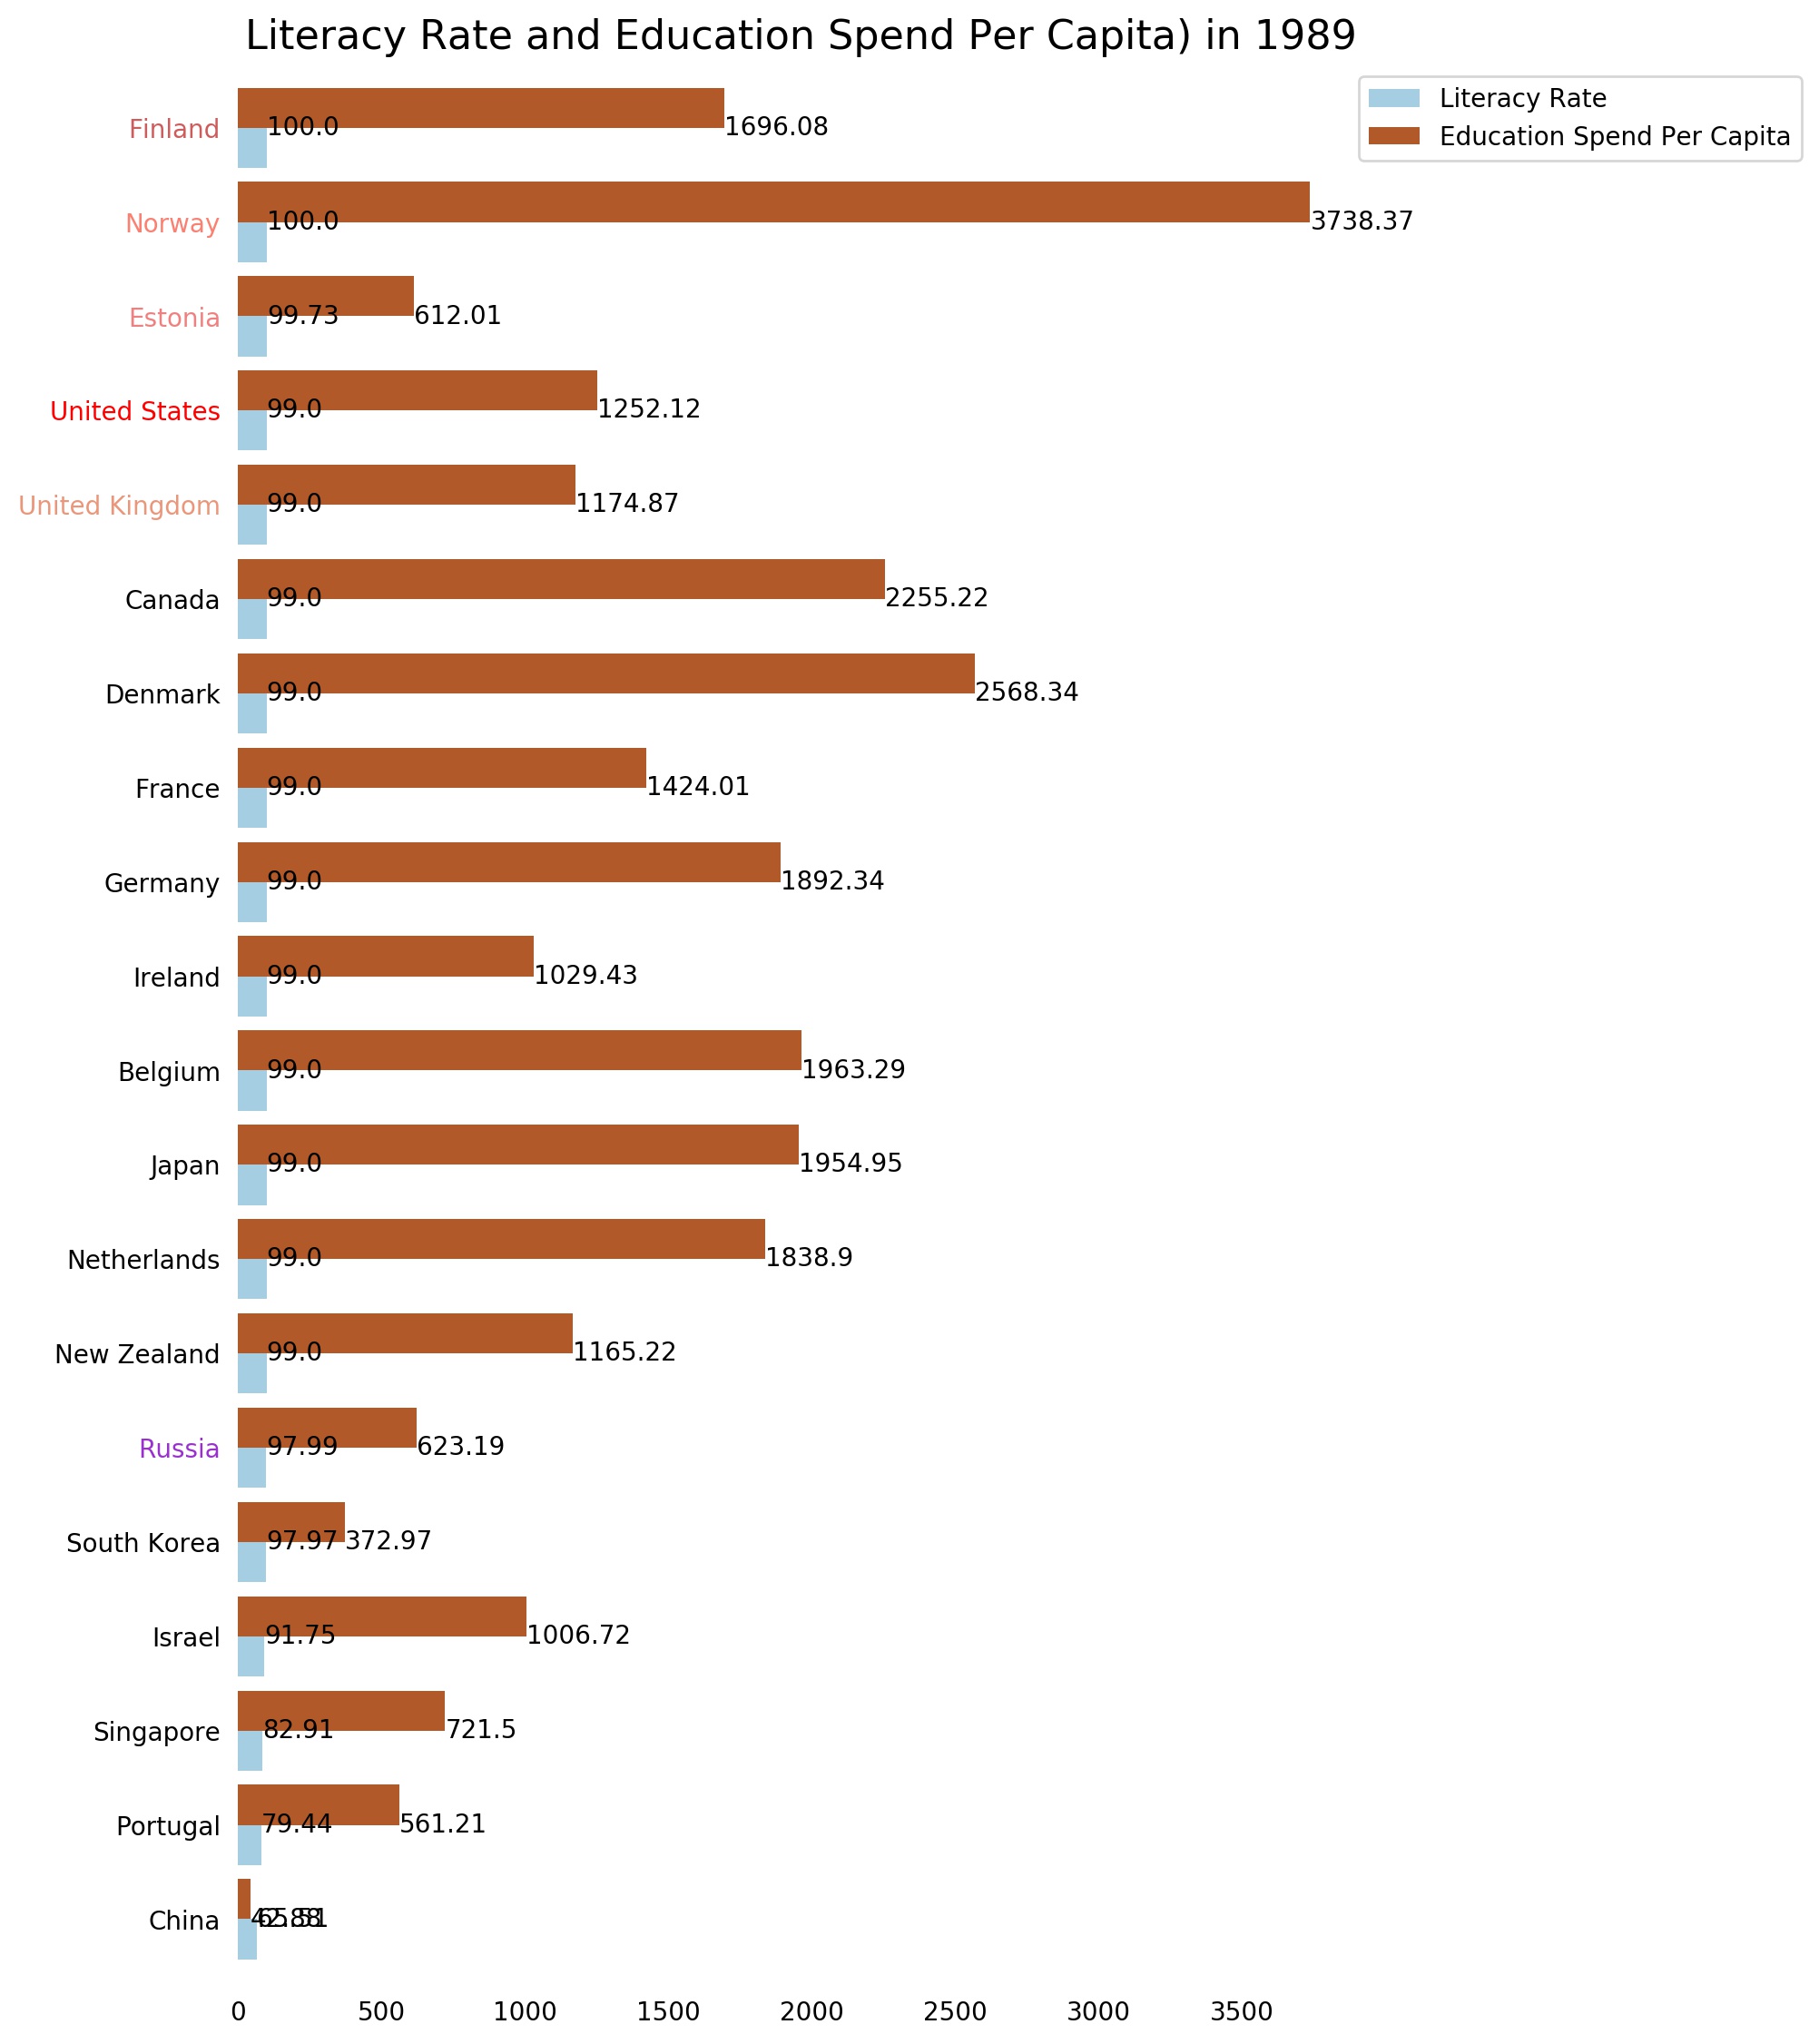 Literacy Rate and Education Spend Per Capita) in 1989
Literacy Rate
Education Spend Per Capita
Finland 100.0 1696.08
Norway 100.0 3738.37
Estonia 99.73 612.01
United States 99.0 1252.12
United Kingdom 99.0 1174.87
Canada 99.0 2255.22
Denmark 99.0 2568.34
France 99.0 1424.01
Germany 99.0 1892.34
Ireland 99.0 1029.43
Belgium 99.0 1963.29
Japan 99.0 1954.95
Netherlands 99.0 1838.9
New Zealand 99.0 1165.22
Russia 97.99 623.19
South Korea 97.97 372.97
Israel 91.75 1006.72
Singapore 82.91 721.5
Portugal 79.44 561.21
China
0 500 1000 1500 2000 2500 3000 3500